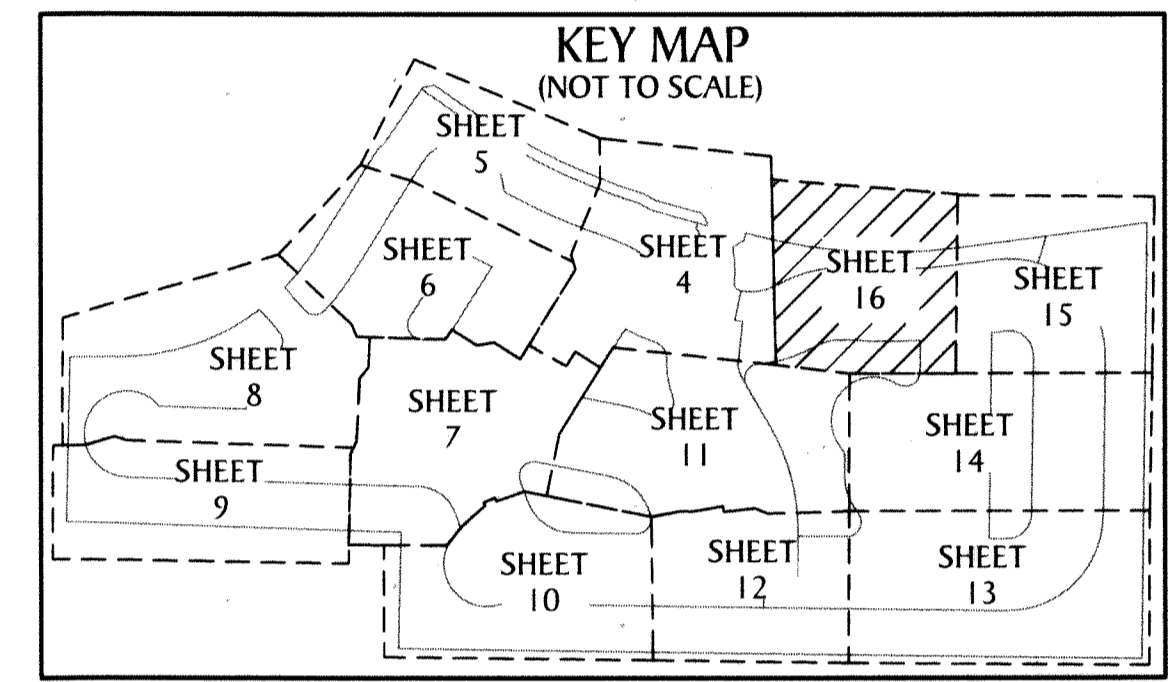 KEY MAP
(NOT TO SCALE)
SHEET
5
SHEET
6
SHEET
4
SHEET
16
SHEET
15
SHEET
8
SHEET
7
SHEET
11
SHEET
14
SHEET
9
SHEET
10
SHEET
12
SHEET
13